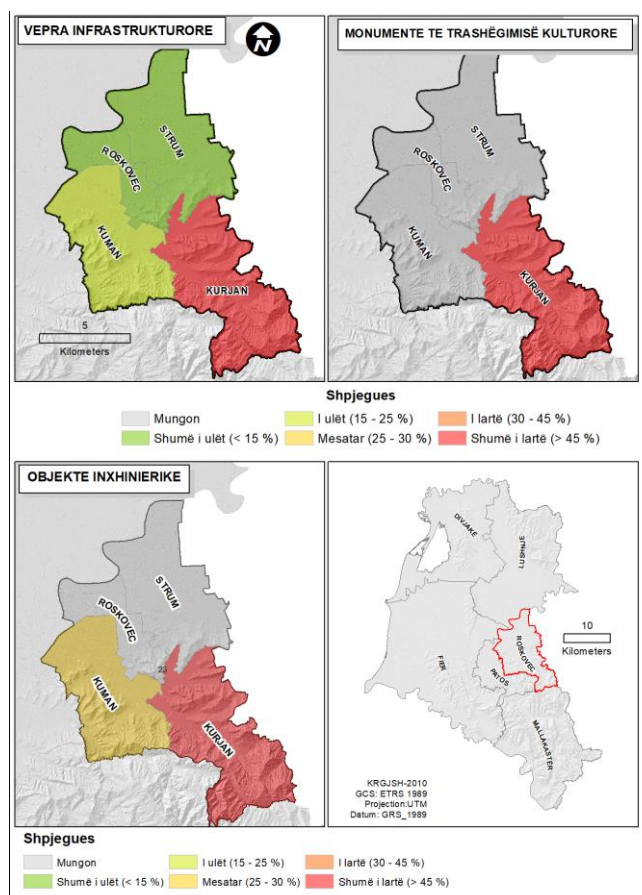 VEPRA INFRASTRUKTURORE
N
STRUM
ROSKOVEC
KUMAN
KURJAN
5
Kilometers
MONUMENTE TE TRASHËGIMISË KULTURORE
STRUM
ROSKOVEC
KUMAN
KURJAN
Shpjegues
Mungon
I ulët (15 - 25 %)
I lartë (30 - 45 %)
Shumë i ulët (< 15 %)
Mesatar (25 - 30 %)
Shumë i lartë (> 45 %)
OBJEKTE INXHINIERIKE
STRUM
ROSKOVEC
23
KUMAN
KURJAN
DIVJAKË
LUSHNJE
10
Kilometers
ROSKOVEC
FIER
PATOS
MALLAKASTËR
KRGJSH-2010
GCS: ETRS 1989
Projection:UTM
Datum: GRS_1989
Shpjegues
Mungon
I ulët (15 - 25 %)
I lartë (30 - 45 %)
Shumë i ulët (< 15 %)
Mesatar (25 - 30 %)
Shumë i lartë (> 45 %)